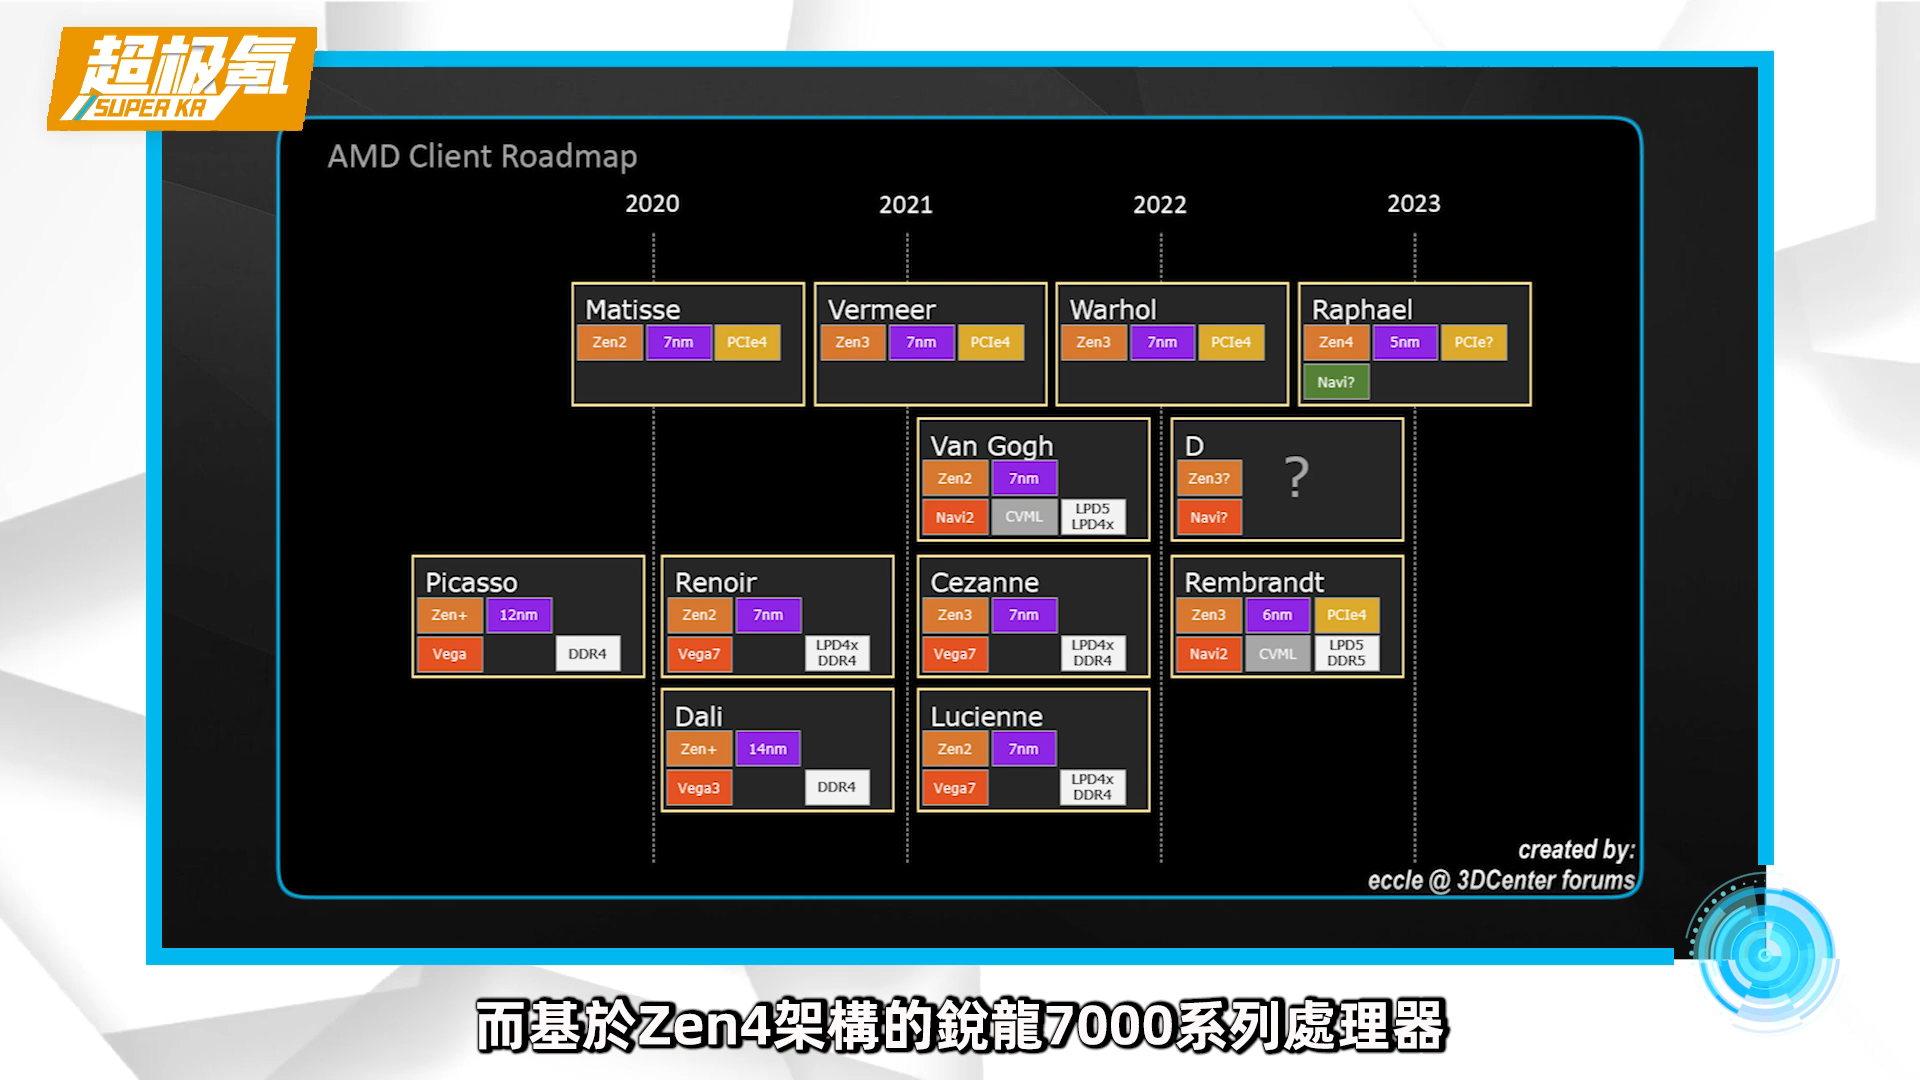 超极氪
SUPER KR
AMD Client Roadmap
2020
2021
2022
2023
Matisse
Zen2
7nm
PCIe4
Vermeer
Zen3
7nm
PCIe4
Warhol
Zen3
7nm
PCIe4
Raphael
Zen4
5nm
PCIe?
Navi?
Van Gogh
Zen2
7nm
Navi2
CVML
LPD5
LPD4x
D
Zen3?
Navi?
?
Picasso
Zen+
12nm
Vega
DDR4
Renoir
Zen2
7nm
Vega7
LPD4x
DDR4
Cezanne
Zen3
7nm
Vega7
LPD4x
DDR4
Rembrandt
Zen3
6nm
PCIe4
Navi2
CVML
LPD5
DDR5
Dali
Zen+
14nm
Vega3
DDR4
Lucienne
Zen2
7nm
Vega7
LPD4x
DDR4
created by:
eccle @ 3DCenter forums
而基於Zen4架構的銳龍7000系列處理器